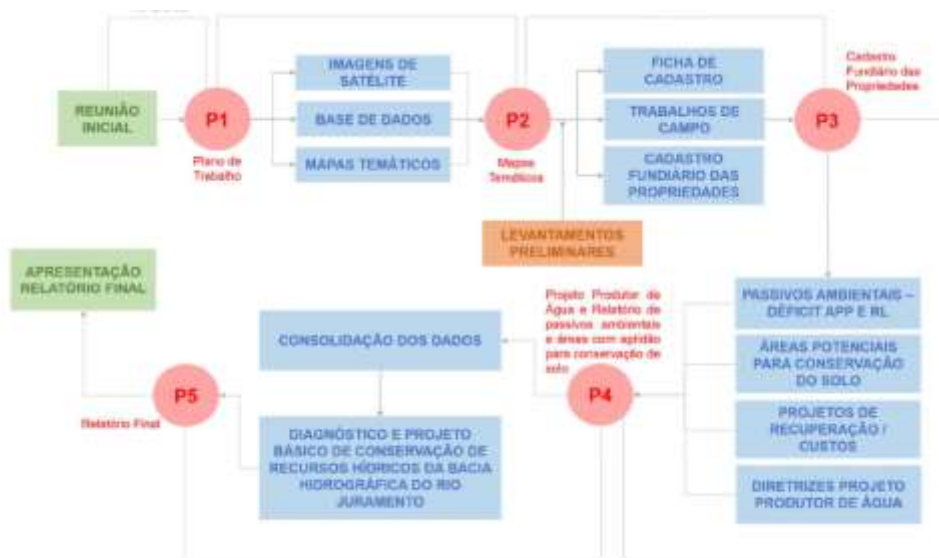 REUNIÃO
INICIAL
P1
Plano de
Trabalho
IMAGENS DE
SATÉLITE
BASE DE DADOS
MAPAS TEMÁTICOS
P2
Mapas
Temáticos
FICHA DE
CADASTRO
TRABALHOS DE
CAMPO
CADASTRO
FUNDIÁRIO DAS
PROPRIEDADES
P3
Cadastro
Fundiário das
Propriedades
LEVANTAMENTOS
PRELIMINARES
APRESENTAÇÃO
RELATÓRIO FINAL
P5
Relatório Final
CONSOLIDAÇÃO DOS DADOS
DIAGNÓSTICO E PROJETO
BÁSICO DE CONSERVAÇÃO DE
RECURSOS HÍDRICOS DA BACIA
HIDROGRÁFICA DO RIO
JURAMENTO
Projeto Produtor de
Água e Relatório de
passivos ambientais
e áreas com aptidão
para conservação de
solo
P4
PASSIVOS AMBIENTAIS –
DÉFICIT APP E RL
ÁREAS POTENCIAIS
PARA CONSERVAÇÃO
DO SOLO
PROJETOS DE
RECUPERAÇÃO /
CUSTOS
DIRETRIZES PROJETO
PRODUTOR DE ÁGUA